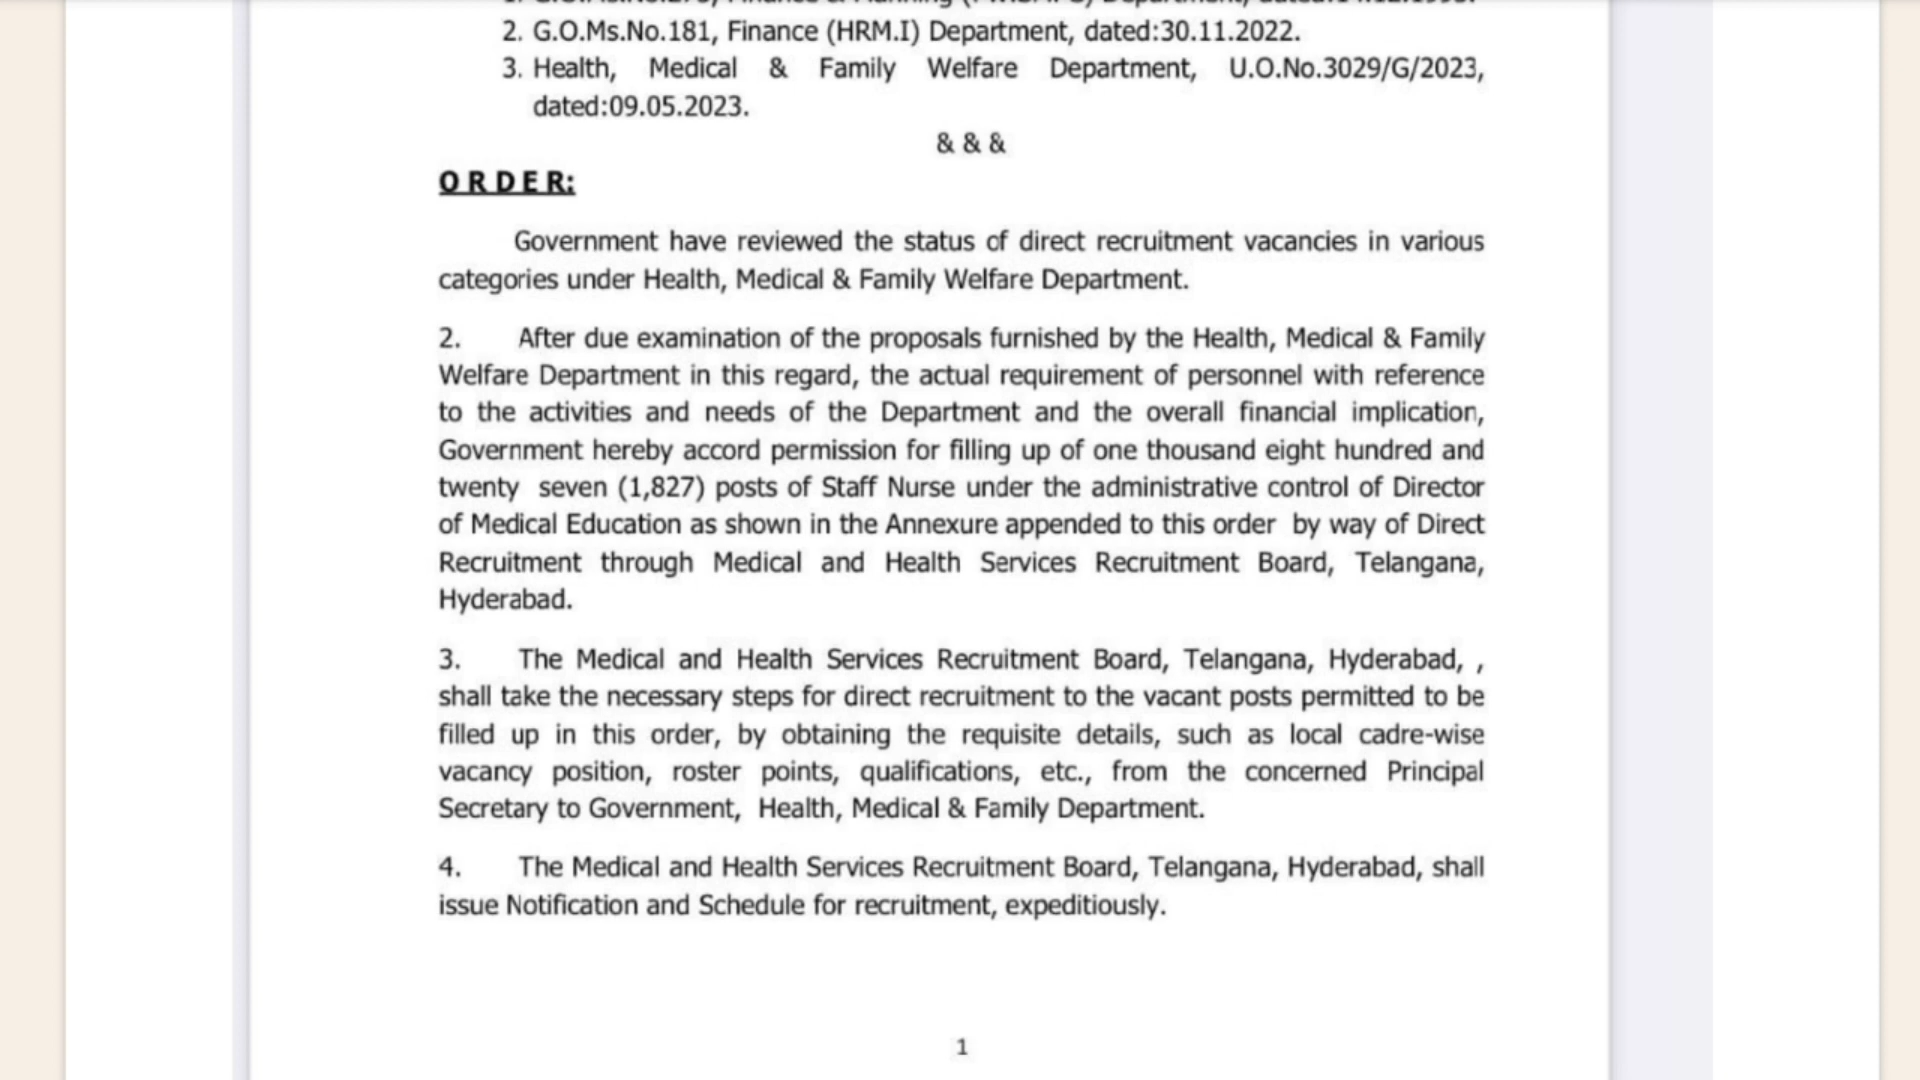 2. G.O.Ms.No.181, Finance (HRM.I) Department, dated:30.11.2022.
3. Health, Medical & Family Welfare Department, U.O.No.3029/G/2023,
dated:09.05.2023.
& & &
O R D E R:
Government have reviewed the status of direct recruitment vacancies in various
categories under Health, Medical & Family Welfare Department.
2. After due examination of the proposals furnished by the Health, Medical & Family
Welfare Department in this regard, the actual requirement of personnel with reference
to the activities and needs of the Department and the overall financial implication,
Government hereby accord permission for filling up of one thousand eight hundred and
twenty seven (1,827) posts of Staff Nurse under the administrative control of Director
of Medical Education as shown in the Annexure appended to this order by way of Direct
Recruitment through Medical and Health Services Recruitment Board, Telangana,
Hyderabad.
3. The Medical and Health Services Recruitment Board, Telangana, Hyderabad, ,
shall take the necessary steps for direct recruitment to the vacant posts permitted to be
filled up in this order, by obtaining the requisite details, such as local cadre-wise
vacancy position, roster points, qualifications, etc., from the concerned Principal
Secretary to Government, Health, Medical & Family Department.
4. The Medical and Health Services Recruitment Board, Telangana, Hyderabad, shall
issue Notification and Schedule for recruitment, expeditiously.
1